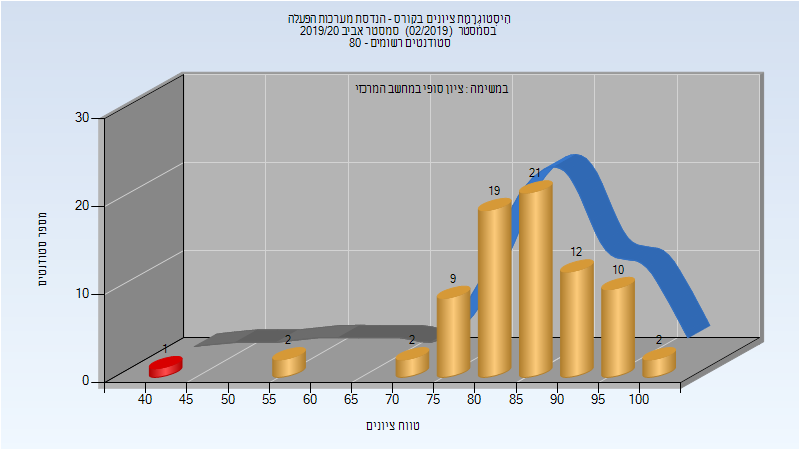 היסטוגרמת ציונים בקורס - הנדסת מערכות הפעלה
בסמסטר (02/2019) סמסטר אביב 2019/20
סטודנטים רשומים - 80
במשימה : ציון סופי במחשב המרכזי
30
20
10
0
מספר סטודנטים
1
2
2
9
19
21
12
10
2
40 45 50 55 60 65 70 75 80 85 90 95 100
טווח ציונים